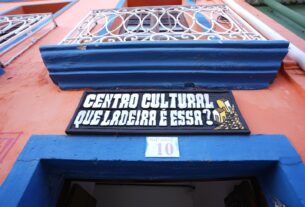 CENTRO CULTURAL
QUE LADEIRA É ESSA?
10